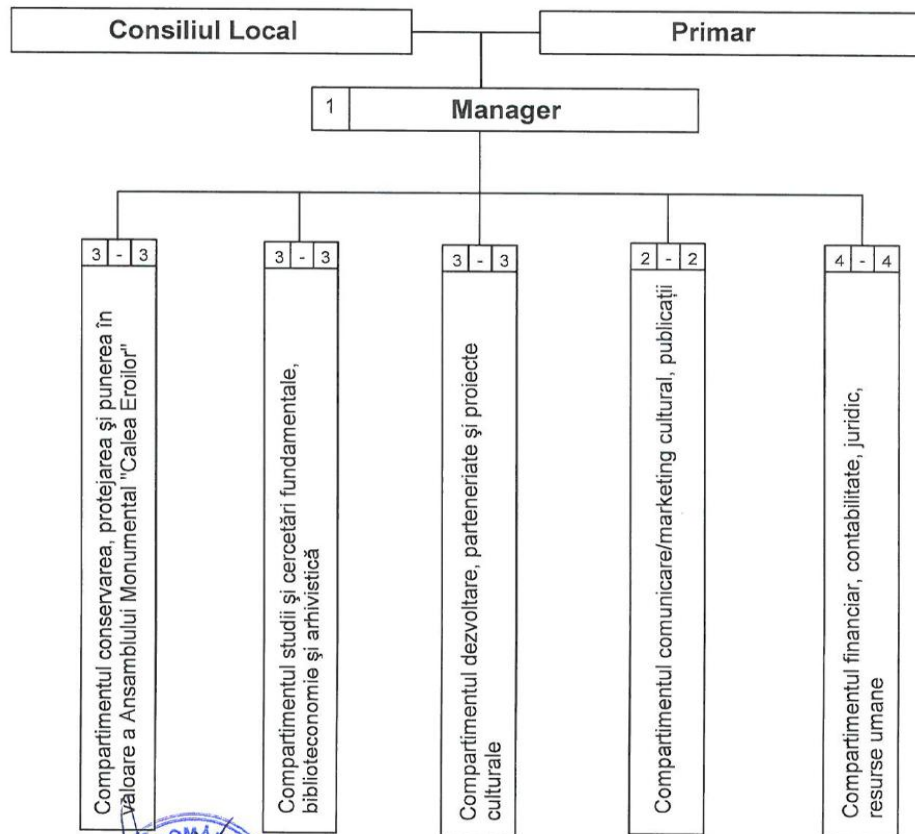 Consiliul Local
Primar
1 Manager
3 - 3
Compartimentul conservarea, protejarea şi punerea în
valoare a Ansamblului Monumental "Calea Eroilor"
3 - 3
Compartimentul studii şi cercetări fundamentale,
biblioteconomie şi arhivistică
3 - 3
Compartimentul dezvoltare, parteneriate şi proiecte
culturale
2 - 2
Compartimentul comunicare/marketing cultural, publicaţii
4 - 4
Compartimentul financiar, contabilitate, juridic,
resurse umane